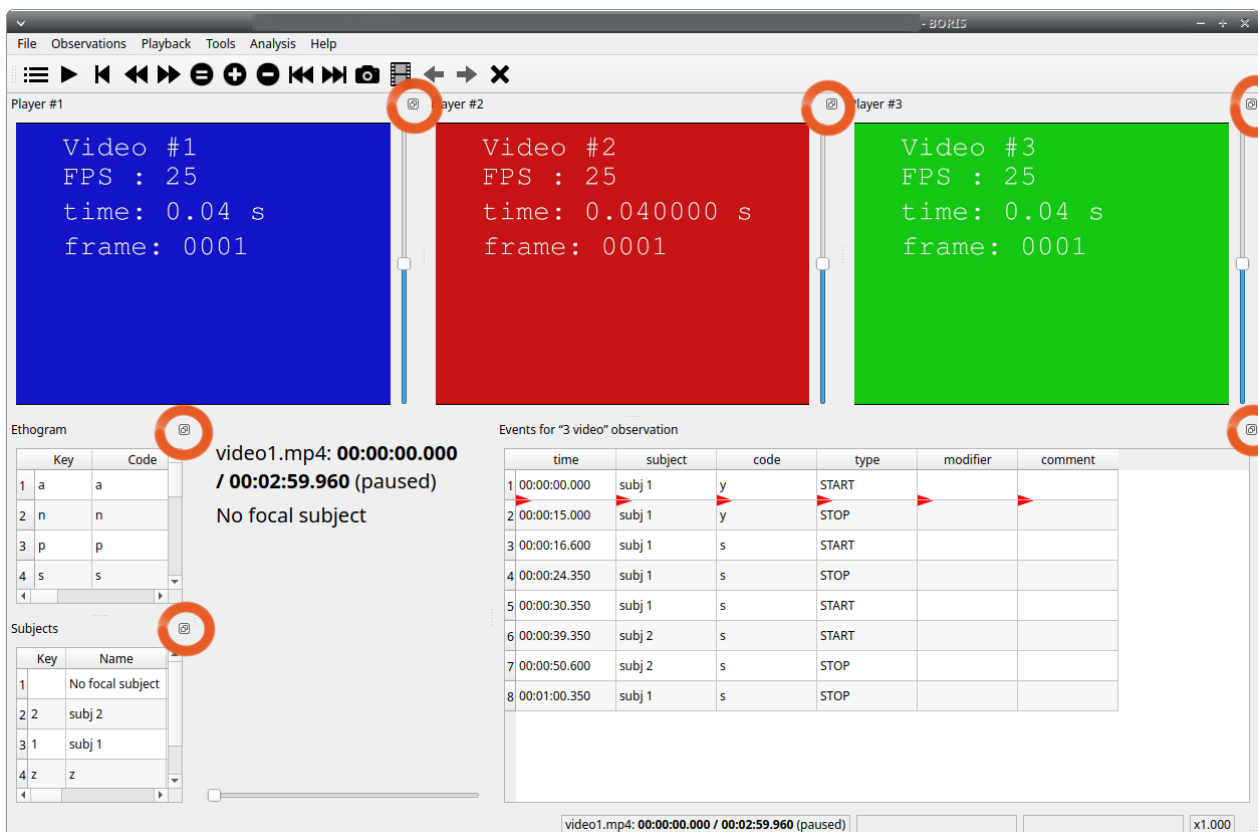 - BORIS
File Observations Playback Tools Analysis Help
Player #1
Player #2
Player #3
Video #1
FPS : 25
time: 0.04 s
frame: 0001
Video #2
FPS : 25
time: 0.040000 s
frame: 0001
Video #3
FPS : 25
time: 0.04 s
frame: 0001
Ethogram
Key Code
1 a a
2 n n
3 p p
4 s s
video1.mp4: 00:00:00.000
/ 00:02:59.960 (paused)
No focal subject
Subjects
Key Name
1 No focal subject
2 2 subj 2
3 1 subj 1
4 z z
Events for “3 video” observation
time subject code type modifier comment
1 00:00:00.000 subj 1 y START
2 00:00:15.000 subj 1 y STOP
3 00:00:16.600 subj 1 s START
4 00:00:24.350 subj 1 s STOP
5 00:00:30.350 subj 1 s START
6 00:00:39.350 subj 2 s START
7 00:00:50.600 subj 2 s STOP
8 00:01:00.350 subj 1 s STOP
video1.mp4: 00:00:00.000 / 00:02:59.960 (paused)
x1.000